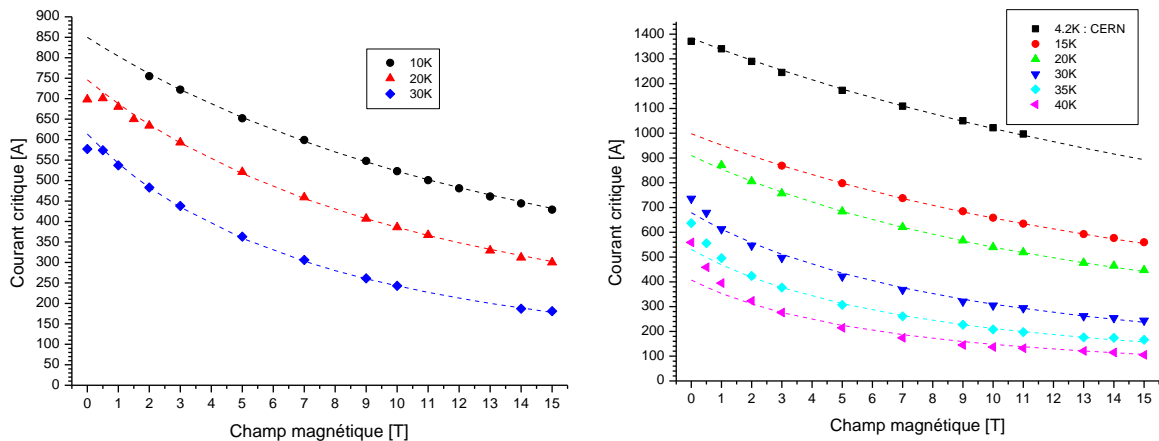 900
850
800
750
700
650
600
550
500
450
400
350
300
250
200
150
100
50
0
Courant critique [A]
10K
20K
30K
0 1 2 3 4 5 6 7 8 9 10 11 12 13 14 15
Champ magnétique [T]
1400
1300
1200
1100
1000
900
800
700
600
500
400
300
200
100
0
Courant critique [A]
4.2K : CERN
15K
20K
30K
35K
40K
0 1 2 3 4 5 6 7 8 9 10 11 12 13 14 15
Champ magnétique [T]